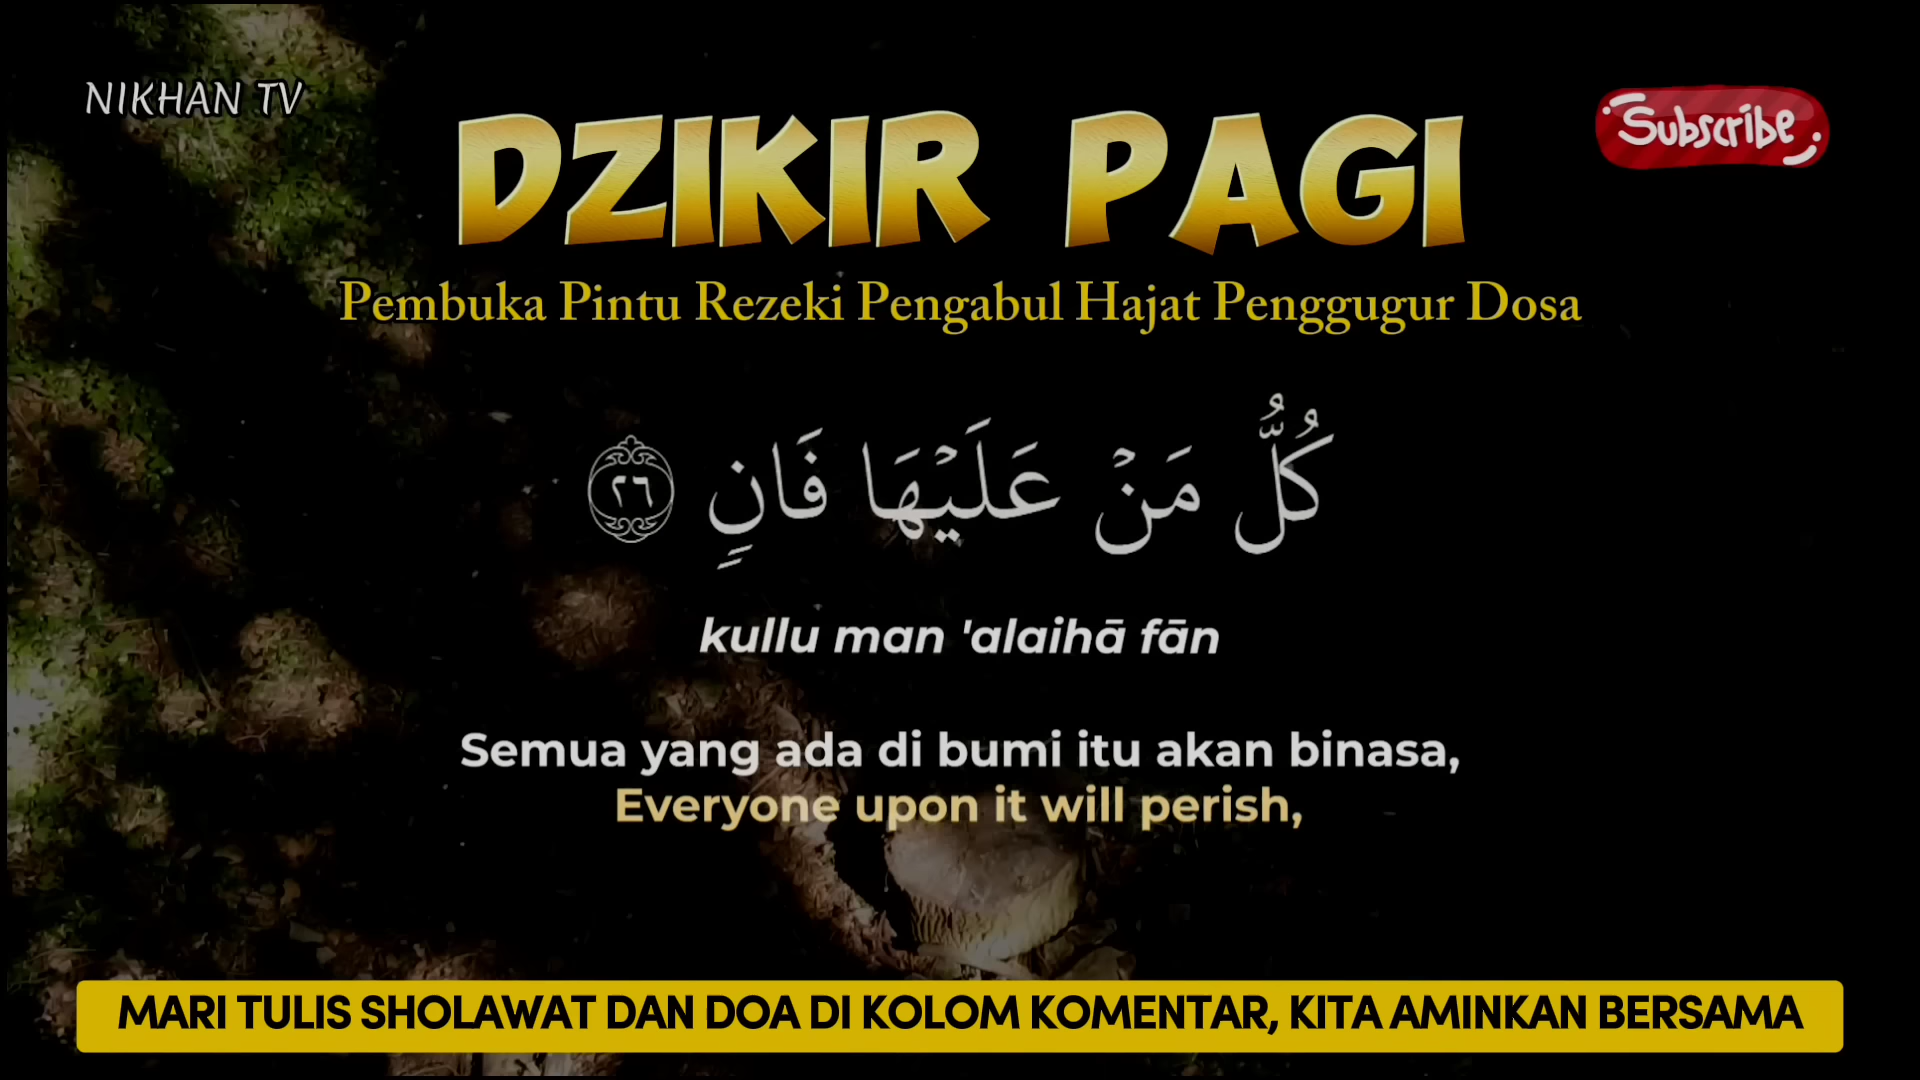 NIKHAN TV
Subscribe
DZIKIR PAGI
Pembuka Pintu Rezeki Pengabul Hajat Penggugur Dosa
كُلُّ مَنْ عَلَيْهَا فَانٍ ٢٦
kullu man 'alaihā fān
Semua yang ada di bumi itu akan binasa,
Everyone upon it will perish,
MARI TULIS SHOLAWAT DAN DOA DI KOLOM KOMENTAR, KITA AMINKAN BERSAMA